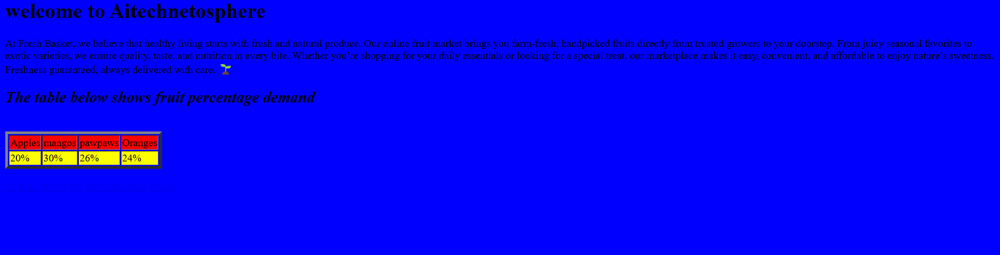 welcome to Aitechnetosphere
At Fresh Basket, we believe that healthy living starts with fresh and natural produce. Our online fruit market brings you farm-fresh, handpicked fruits directly from trusted growers to your doorstep. From juicy seasonal favorites to
exotic varieties, we ensure quality, taste, and nutrition in every bite. Whether you’re shopping for your daily essentials or looking for a special treat, our marketplace makes it easy, convenient, and affordable to enjoy nature’s sweetness.
Freshness guaranteed, always delivered with care. 🌱
The table below shows fruit percentage demand
Apples mangos pawpaws Oranges
20% 30% 26% 24%